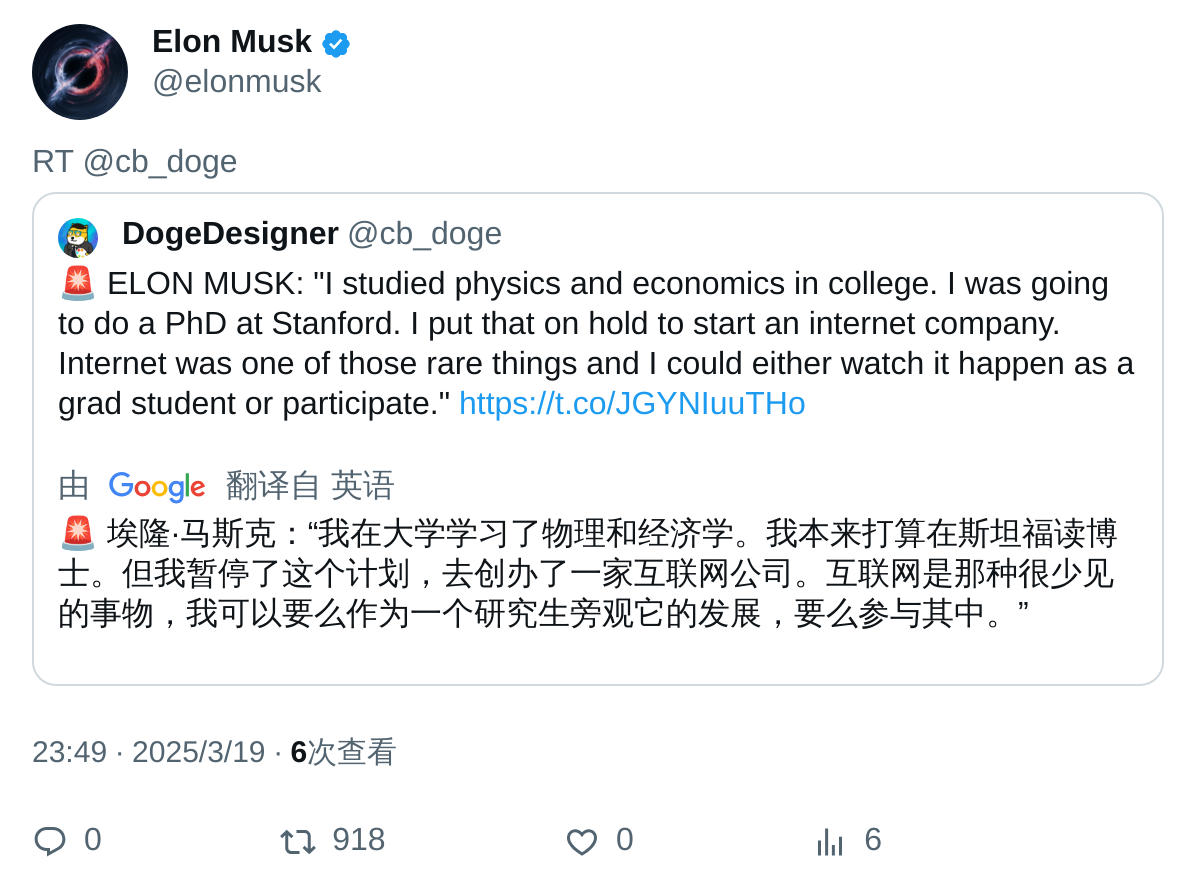 Elon Musk
@elonmusk
RT @cb_doge
DogeDesigner @cb_doge
🚨 ELON MUSK: "I studied physics and economics in college. I was going
to do a PhD at Stanford. I put that on hold to start an internet company.
Internet was one of those rare things and I could either watch it happen as a
grad student or participate." https://t.co/JGYNIuuTHo
由 Google 翻译自 英语
🚨 埃隆·马斯克：“我在大学学习了物理和经济学。我本来打算在斯坦福读博
士。但我暂停了这个计划，去创办了一家互联网公司。互联网是那种很少见
的事物，我可以要么作为一个研究生旁观它的发展，要么参与其中。”
23:49 · 2025/3/19 · 6次查看
0 918 0 6